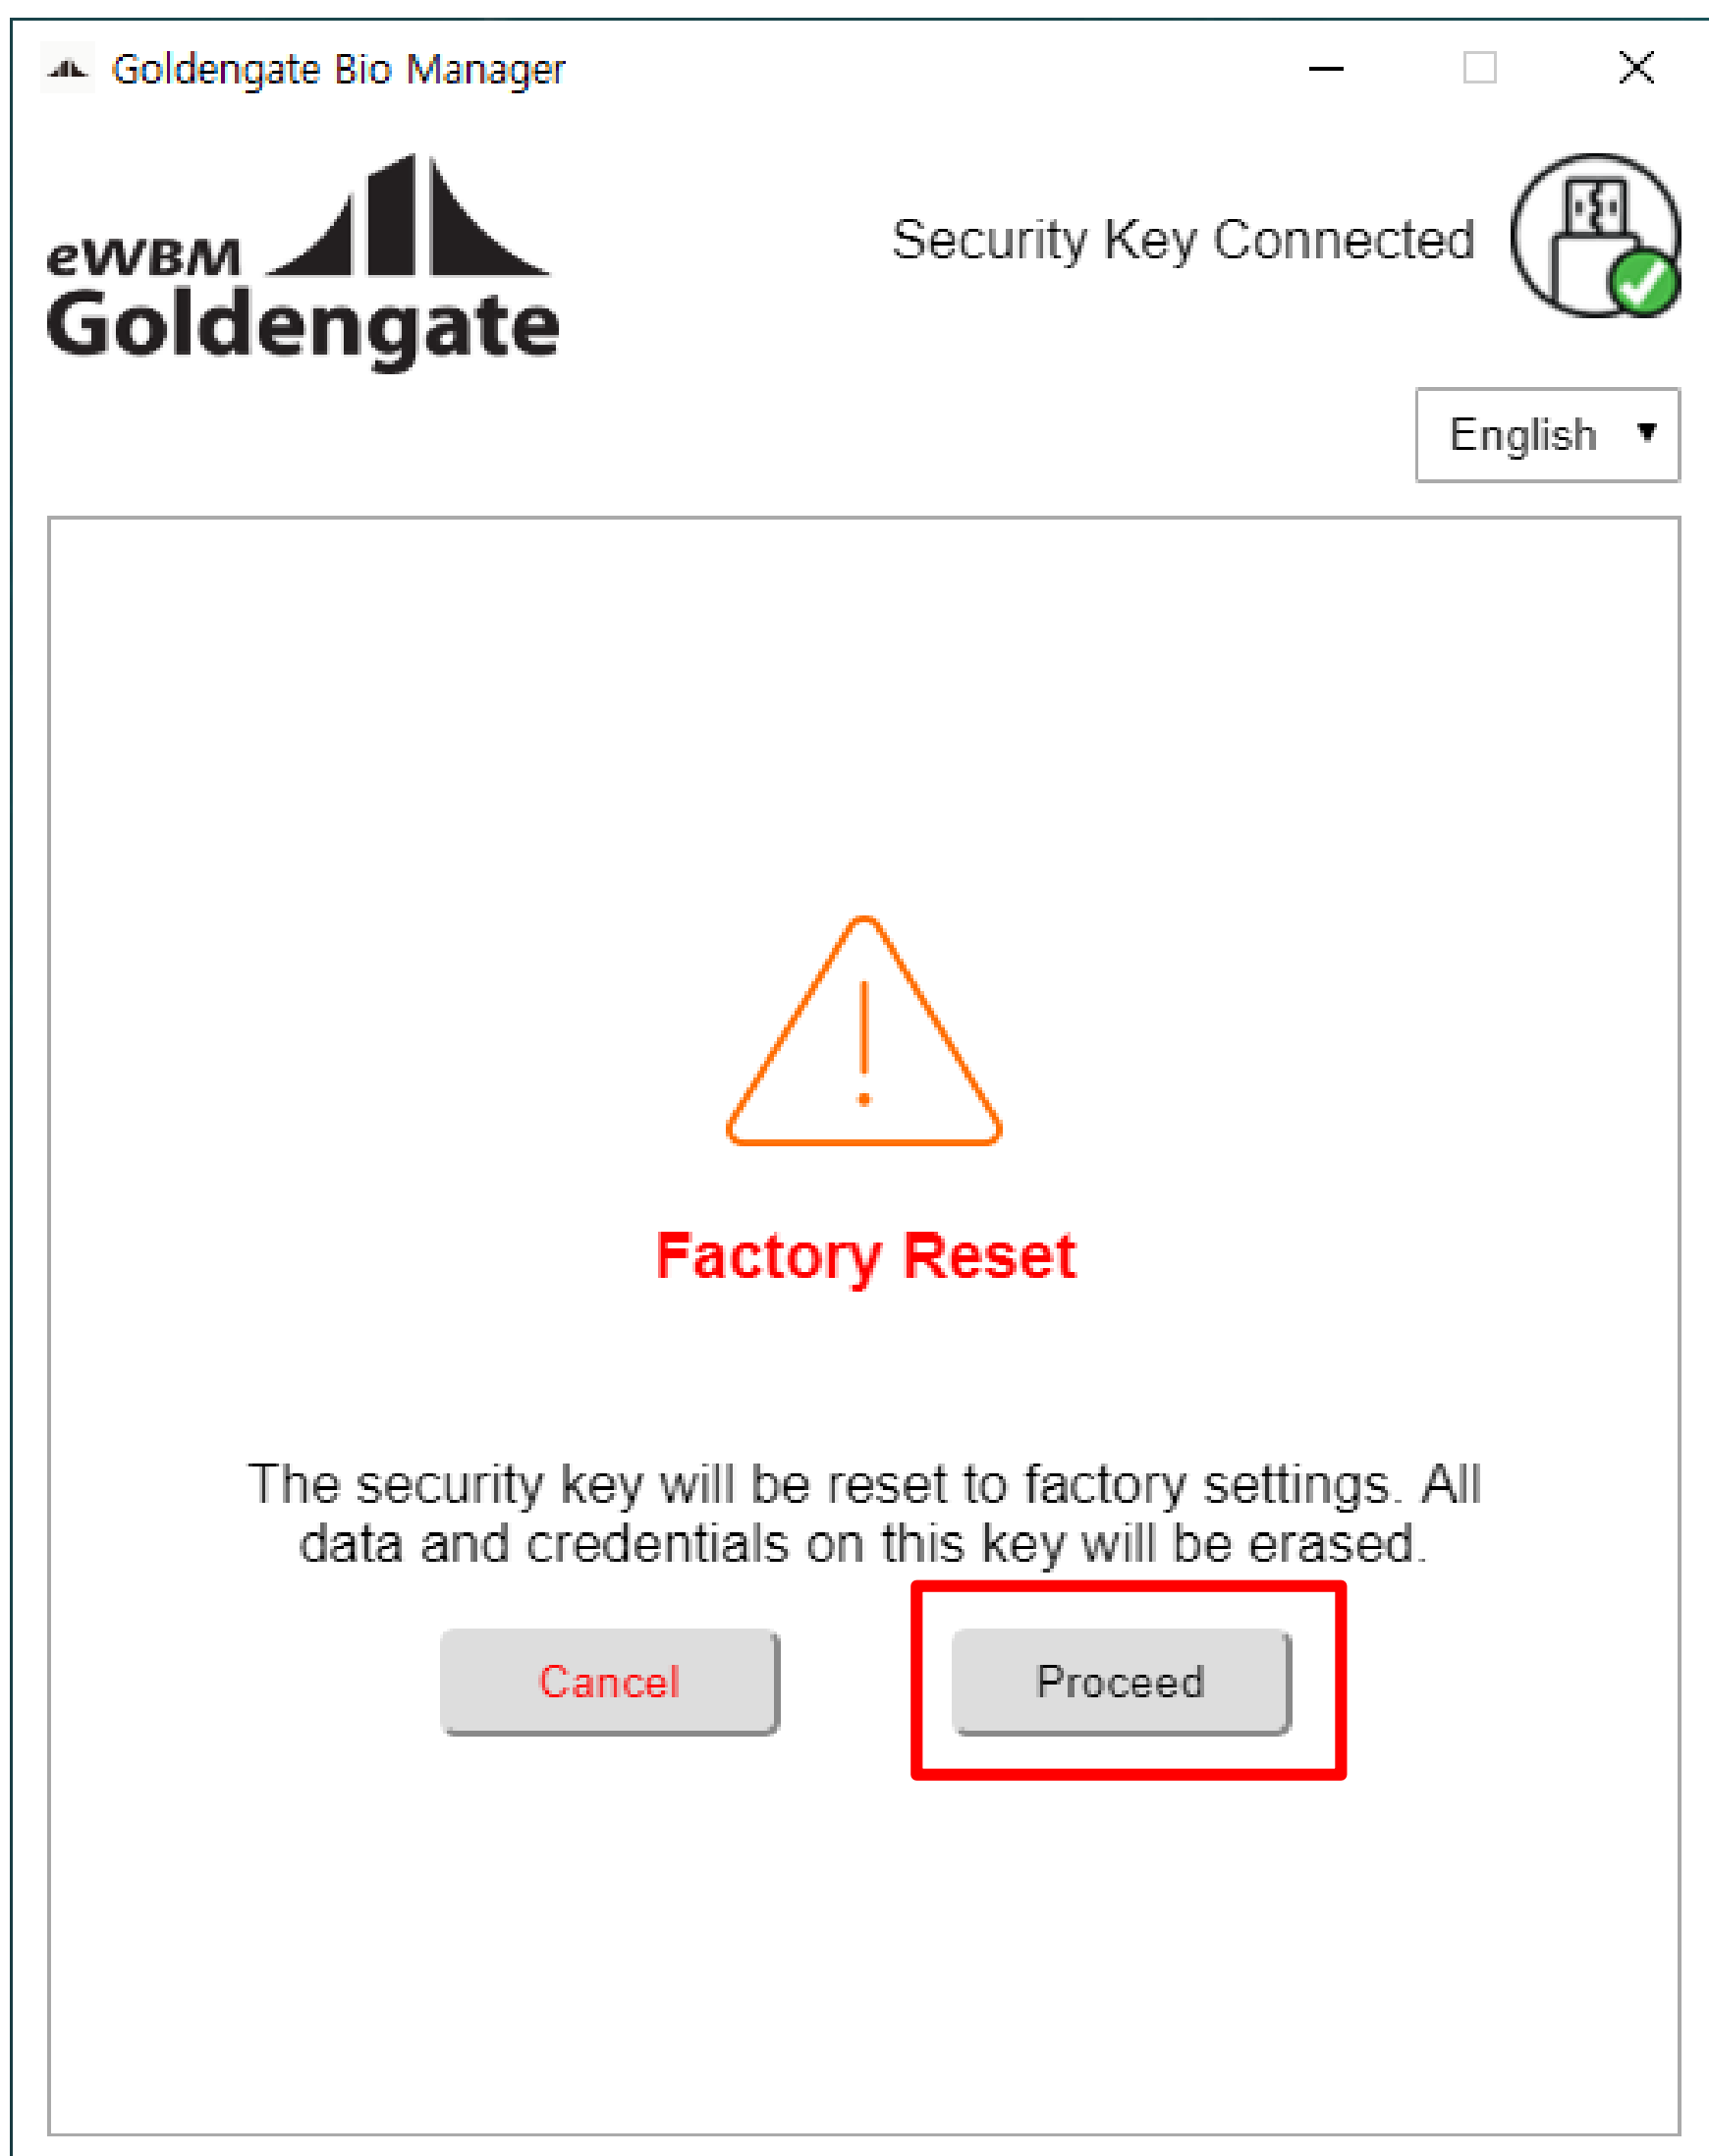 Goldengate Bio Manager
eWBM
Goldengate
Security Key Connected
English
Factory Reset
The security key will be reset to factory settings. All
data and credentials on this key will be erased.
Cancel
Proceed